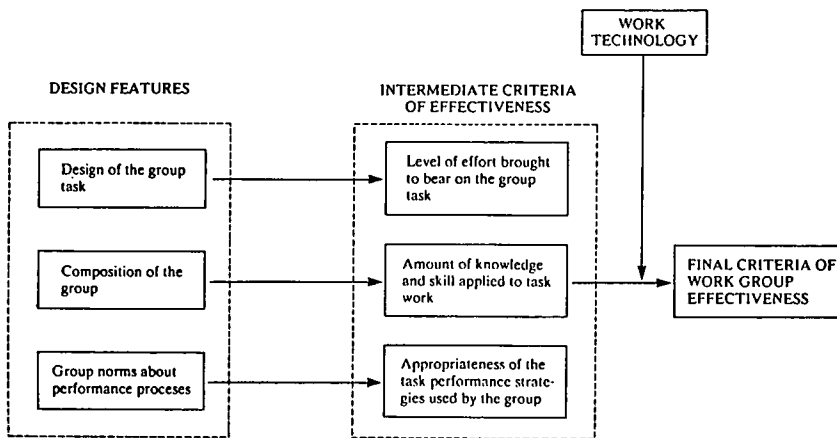 WORK
TECHNOLOGY
DESIGN FEATURES
INTERMEDIATE CRITERIA
OF EFFECTIVENESS
Design of the group
task
Level of effort brought
to bear on the group
task
Composition of the
group
Amount of knowledge
and skill applied to task
work
FINAL CRITERIA OF
WORK GROUP
EFFECTIVENESS
Group norms about
performance proceses
Appropriateness of the
task performance strate-
gies used by the group